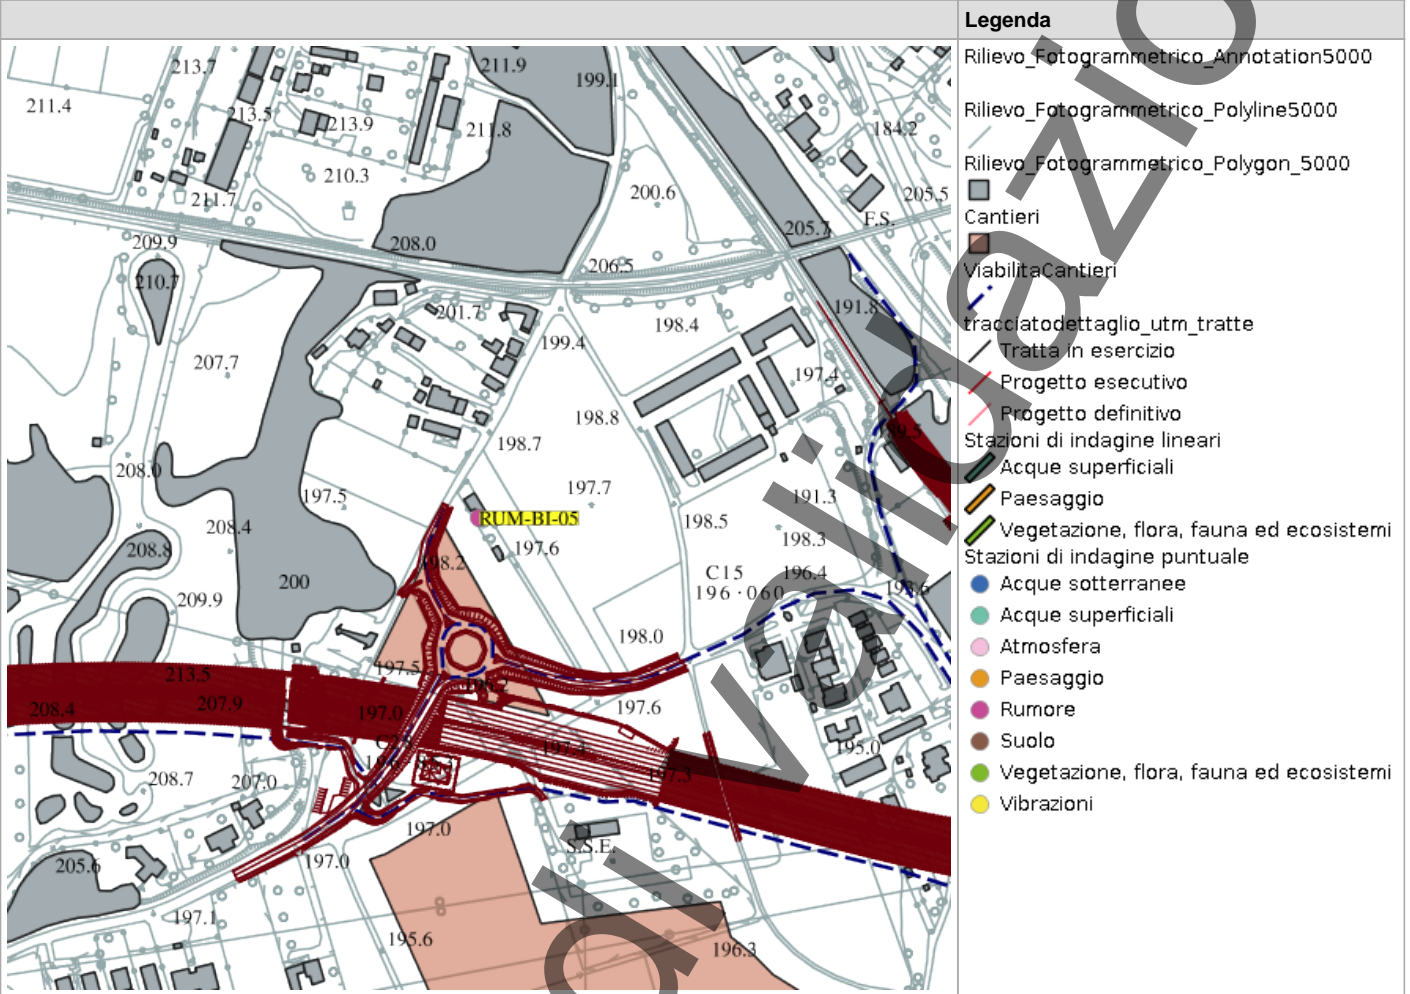 Legenda
Rilievo_Fotogrammetrico_Annotation5000
Rilievo_Fotogrammetrico_Polyline5000
Rilievo_Fotogrammetrico_Polygon_5000
Cantieri
ViabilitaCantieri
tracciatodettaglio_utm_tratte
Tratta in esercizio
Progetto esecutivo
Progetto definitivo
Stazioni di indagine lineari
Acque superficiali
Paesaggio
Vegetazione, flora, fauna ed ecosistemi
Stazioni di indagine puntuale
Acque sotterranee
Acque superficiali
Atmosfera
Paesaggio
Rumore
Suolo
Vegetazione, flora, fauna ed ecosistemi
Vibrazioni
213.7
211.9
199.1
211.4
213.5
213.9
211.8
184.2
210.3
200.6
205.5
211.7
F.S.
205.7
209.9
208.0
206.5
210.7
191.8
201.7
198.4
199.4
207.7
197.4
198.8
198.7
208.0
197.7
197.5
191.3
RUM-BI-05
198.5
208.4
197.6
198.3
208.8
198.2
C15
196.4
196·060
200
209.9
198.0
197.5
213.5
196.2
207.9
208.4
197.0
197.6
197.4
195.0
197.3
208.7
207.0
197.0
S.S.E.
205.6
197.0
197.1
195.6
196.3
di validazio